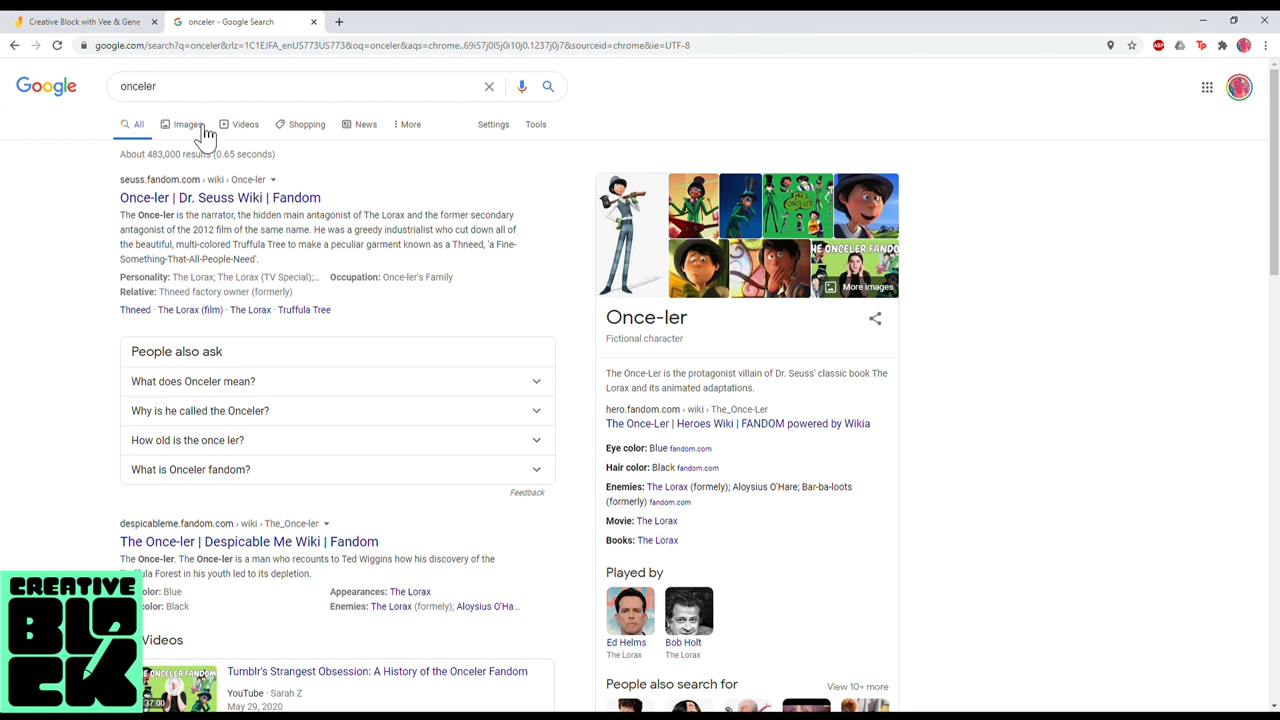 Creative Block with Vee & Gene
onceler - Google Search
google.com/search?q=onceler&rlz=1C1EJFA_enUS773US773&oq=onceler&aqs=chrome..69i57j0l5j0i10j0.1237j0j7&sourceid=chrome&ie=UTF-8
ABP
Tp
Google
onceler
All
Images
Videos
Shopping
News
More
Settings
Tools
About 483,000 results (0.65 seconds)
seuss.fandom.com › wiki › Once-ler
Once-ler | Dr. Seuss Wiki | Fandom
The Once-ler is the narrator, the hidden main antagonist of The Lorax and the former secondary
antagonist of the 2012 film of the same name. He was a greedy industrialist who cut down all of
the beautiful, multi-colored Truffula Tree to make a peculiar garment known as a Thneed, 'a Fine-
Something-That-All-People-Need'.
Personality: The Lorax; The Lorax (TV Special);... Occupation: Once-ler's Family
Relative: Thneed factory owner (formerly)
Thneed · The Lorax (film) · The Lorax · Truffula Tree
People also ask
What does Onceler mean?
Why is he called the Onceler?
How old is the once ler?
What is Onceler fandom?
Feedback
despicableme.fandom.com › wiki › The_Once-ler
The Once-ler | Despicable Me Wiki | Fandom
The Once-ler. The Once-ler is a man who recounts to Ted Wiggins how his discovery of the
Truffula Forest in his youth led to its depletion.
color: Blue
Appearances: The Lorax
color: Black
Enemies: The Lorax (formely); Aloysius O'Ha...
Videos
ONCELER FANDOM
37:00
Tumblr's Strangest Obsession: A History of the Onceler Fandom
YouTube · Sarah Z
May 29, 2020
CREATIVE
BLOCK
ONCELER
THE ONCELER FANDO
More images
Once-ler
Fictional character
The Once-Ler is the protagonist villain of Dr. Seuss' classic book The
Lorax and its animated adaptations.
hero.fandom.com › wiki › The_Once-Ler
The Once-Ler | Heroes Wiki | FANDOM powered by Wikia
Eye color: Blue fandom.com
Hair color: Black fandom.com
Enemies: The Lorax (formely); Aloysius O'Hare; Bar-ba-loots
(formerly) fandom.com
Movie: The Lorax
Books: The Lorax
Played by
Ed Helms
The Lorax
Bob Holt
The Lorax
People also search for
View 10+ more